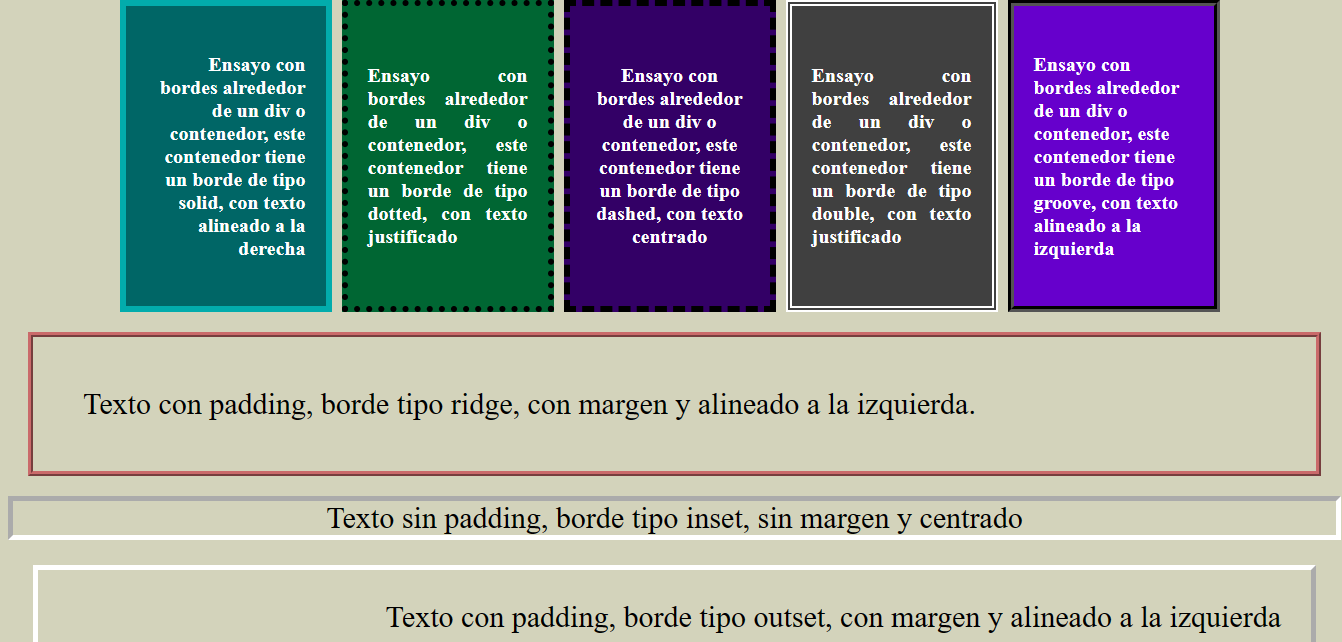 Ensayo con
bordes alrededor
de un div o
contenedor, este
contenedor tiene
un borde de tipo
solid, con texto
alineado a la
derecha
Ensayo con
bordes alrededor
de un div o
contenedor, este
contenedor tiene
un borde de tipo
dotted, con texto
justificado
Ensayo con
bordes alrededor
de un div o
contenedor, este
contenedor tiene
un borde de tipo
dashed, con texto
centrado
Ensayo con
bordes alrededor
de un div o
contenedor, este
contenedor tiene
un borde de tipo
double, con texto
justificado
Ensayo con
bordes alrededor
de un div o
contenedor, este
contenedor tiene
un borde de tipo
groove, con texto
alineado a la
izquierda
Texto con padding, borde tipo ridge, con margen y alineado a la izquierda.
Texto sin padding, borde tipo inset, sin margen y centrado
Texto con padding, borde tipo outset, con margen y alineado a la izquierda